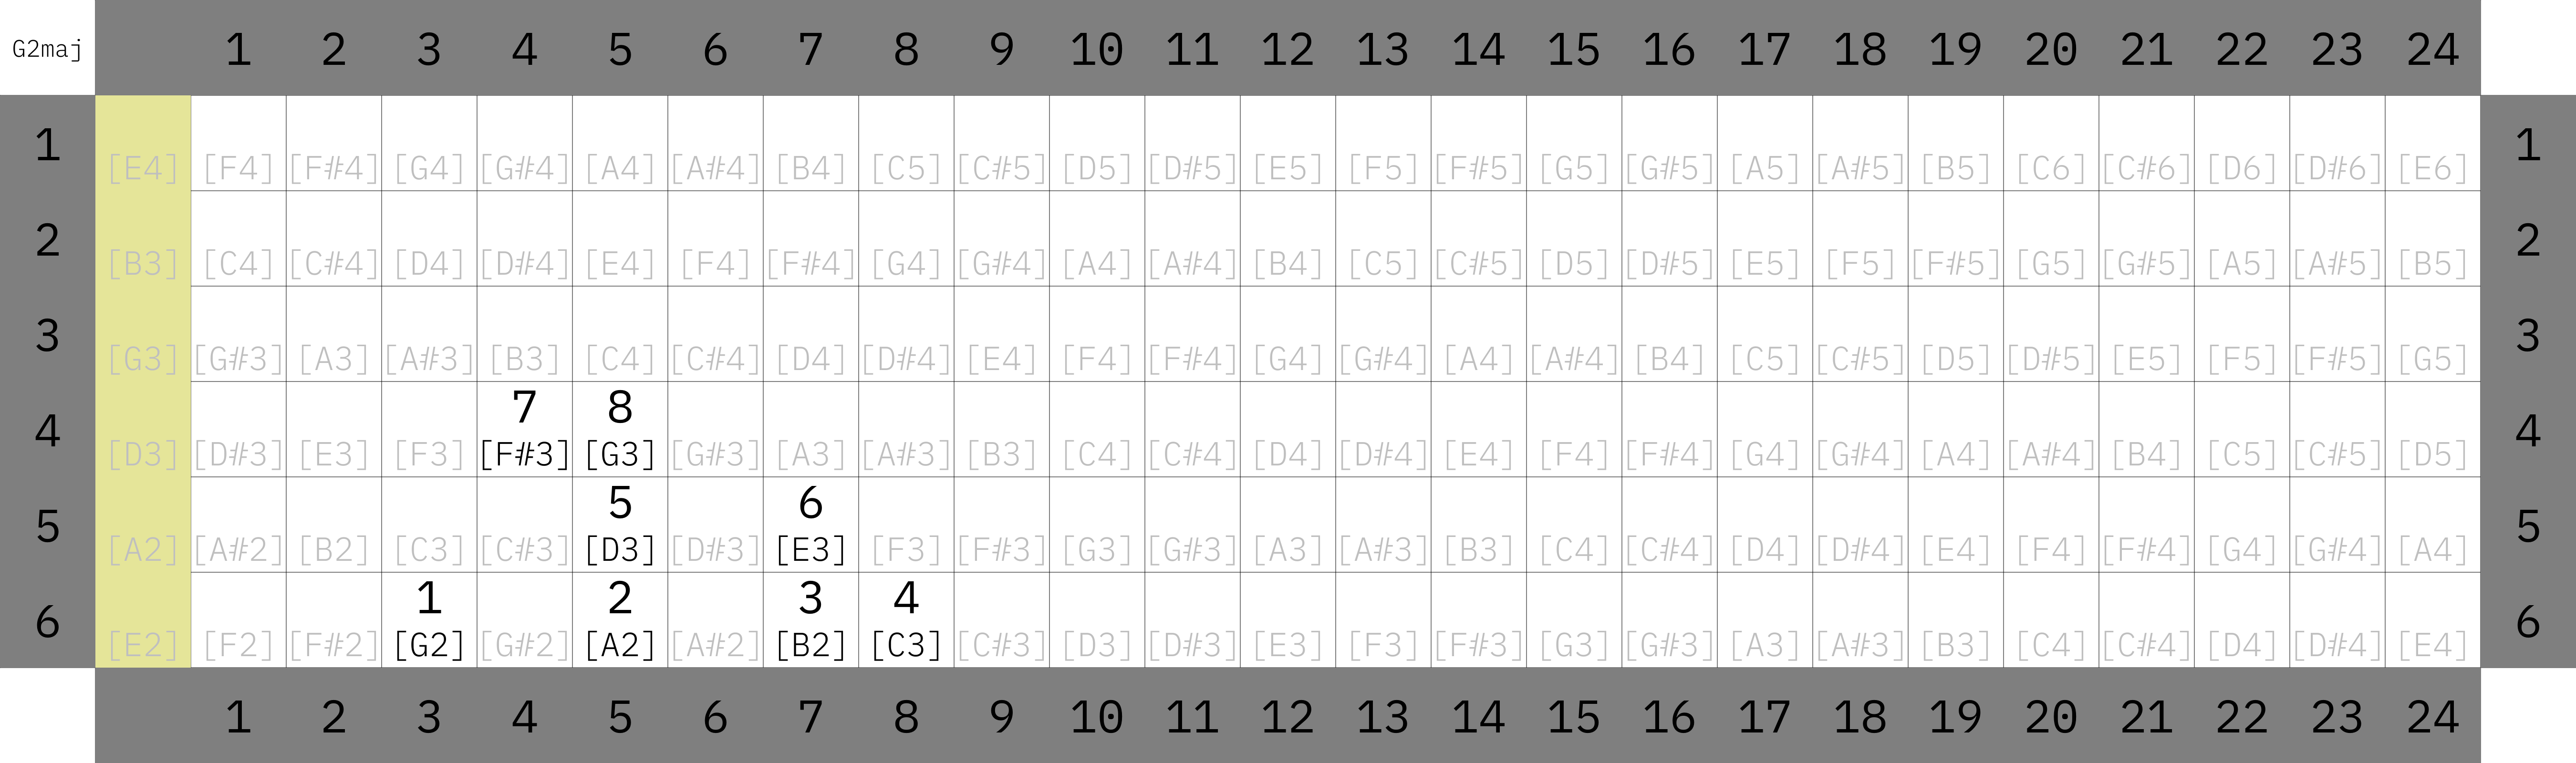 G2maj 1 2 3 4 5 6 7 8 9 10 11 12 13 14 15 16 17 18 19 20 21 22 23 24
1 [E4] [F4] [F#4] [G4] [G#4] [A4] [A#4] [B4] [C5] [C#5] [D5] [D#5] [E5] [F5] [F#5] [G5] [G#5] [A5] [A#5] [B5] [C6] [C#6] [D6] [D#6] [E6] 1
2 [B3] [C4] [C#4] [D4] [D#4] [E4] [F4] [F#4] [G4] [G#4] [A4] [A#4] [B4] [C5] [C#5] [D5] [D#5] [E5] [F5] [F#5] [G5] [G#5] [A5] [A#5] [B5] 2
3 [G3] [G#3] [A3] [A#3] [B3] [C4] [C#4] [D4] [D#4] [E4] [F4] [F#4] [G4] [G#4] [A4] [A#4] [B4] [C5] [C#5] [D5] [D#5] [E5] [F5] [F#5] [G5] 3
7 8
4 [D3] [D#3] [E3] [F3] [F#3] [G3] [G#3] [A3] [A#3] [B3] [C4] [C#4] [D4] [D#4] [E4] [F4] [F#4] [G4] [G#4] [A4] [A#4] [B4] [C5] [C#5] [D5] 4
5 6
5 [A2] [A#2] [B2] [C3] [C#3] [D3] [D#3] [E3] [F3] [F#3] [G3] [G#3] [A3] [A#3] [B3] [C4] [C#4] [D4] [D#4] [E4] [F4] [F#4] [G4] [G#4] [A4] 5
1 2 3 4
6 [E2] [F2] [F#2] [G2] [G#2] [A2] [A#2] [B2] [C3] [C#3] [D3] [D#3] [E3] [F3] [F#3] [G3] [G#3] [A3] [A#3] [B3] [C4] [C#4] [D4] [D#4] [E4] 6
1 2 3 4 5 6 7 8 9 10 11 12 13 14 15 16 17 18 19 20 21 22 23 24